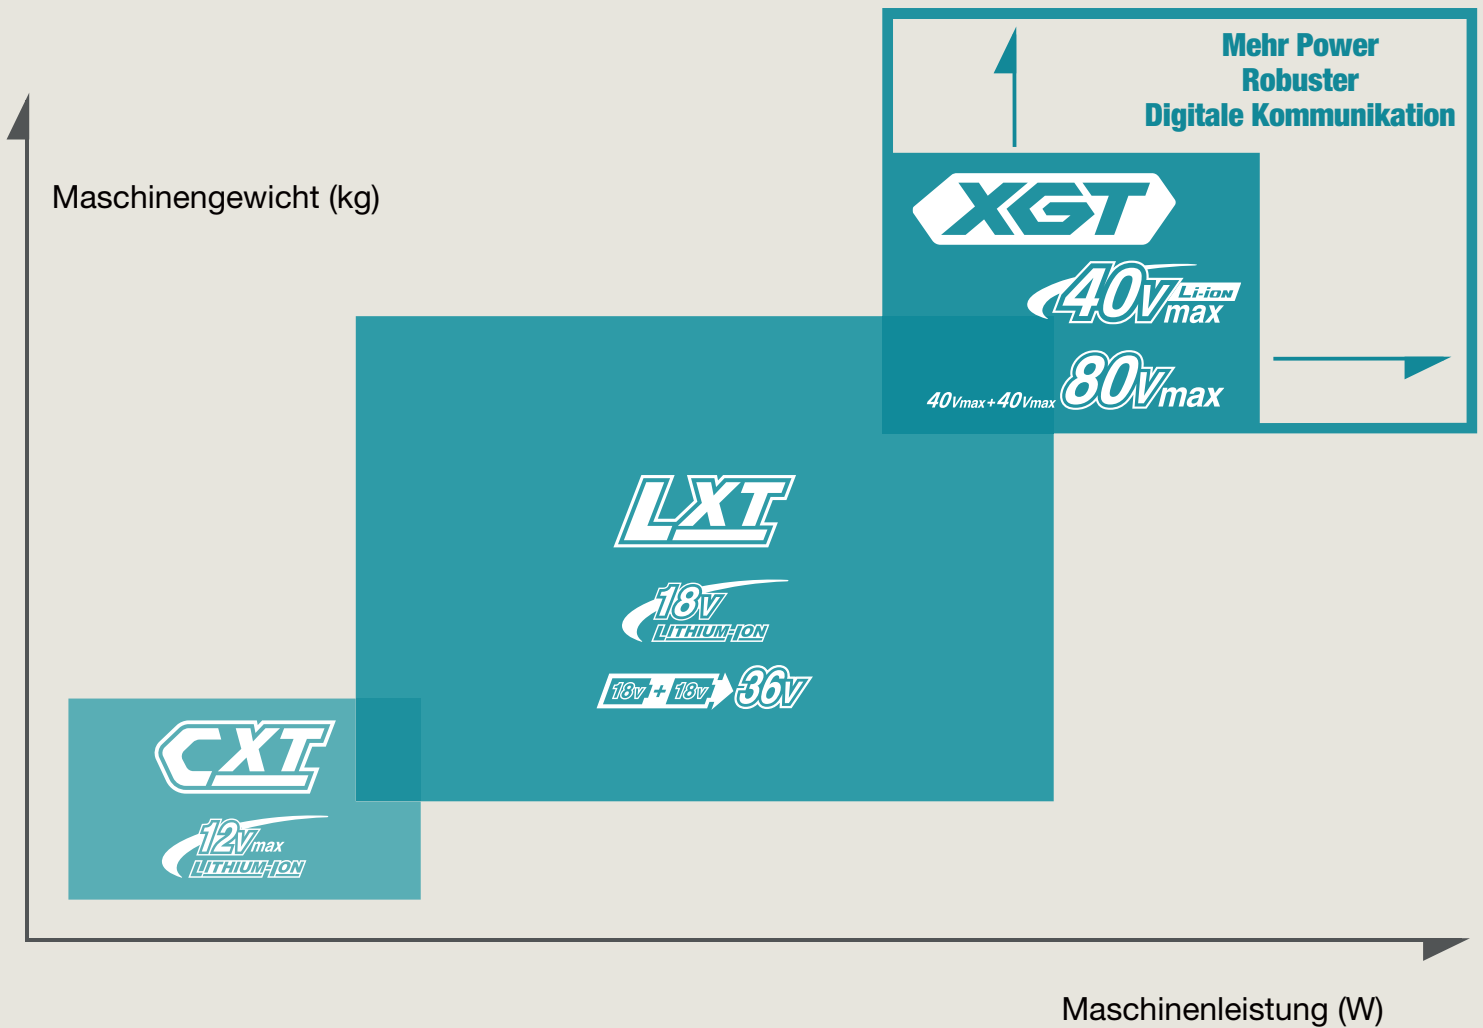 Mehr Power
Robuster
Digitale Kommunikation
Maschinengewicht (kg)
XGT
40Vmax Li-ion
40Vmax+40Vmax 80Vmax
LXT
18V
LITHIUM-ION
18V + 18V 36V
CXT
12Vmax
LITHIUM-ION
Maschinenleistung (W)